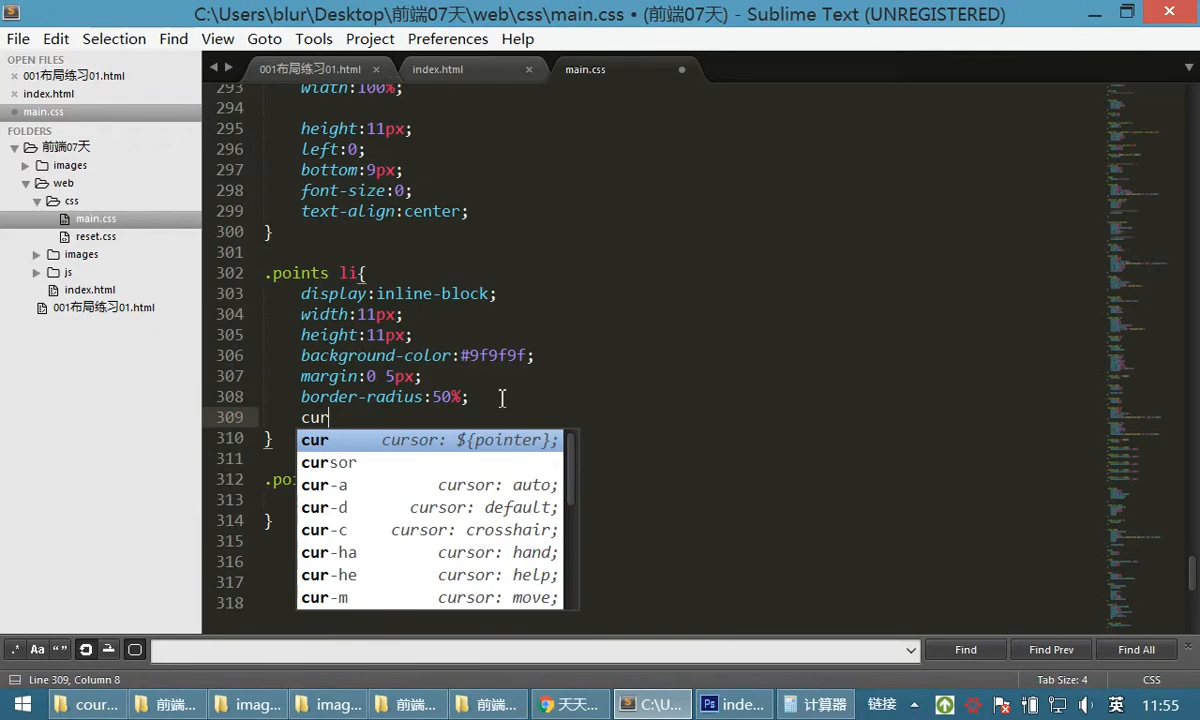 C:\Users\blur\Desktop\前端07天\web\css\main.css • (前端07天) - Sublime Text (UNREGISTERED)
File Edit Selection Find View Goto Tools Project Preferences Help
OPEN FILES
001布局练习01.html
index.html
main.css
FOLDERS
前端07天
images
web
css
main.css
reset.css
images
js
index.html
001布局练习01.html
001布局练习01.html × index.html × main.css
293 width:100%;
294
295 height:11px;
296 left:0;
297 bottom:9px;
298 font-size:0;
299 text-align:center;
300 }
301
302 .points li{
303 display:inline-block;
304 width:11px;
305 height:11px;
306 background-color:#9f9f9f;
307 margin:0 5px;
308 border-radius:50%;
309 cur
310 }
311
312 .poi
313
314 }
315
316
317
318
cur cursor: ${pointer};
cursor
cur-a cursor: auto;
cur-d cursor: default;
cur-c cursor: crosshair;
cur-ha cursor: hand;
cur-he cursor: help;
cur-m cursor: move;
.* Aa “ ” Find Find Prev Find All
Line 309, Column 8 Tab Size: 4 CSS
cour... 前端... imag... imag... 前端... 前端... 天天... C:\U... Ps inde... 计算器 链接 英 11:55